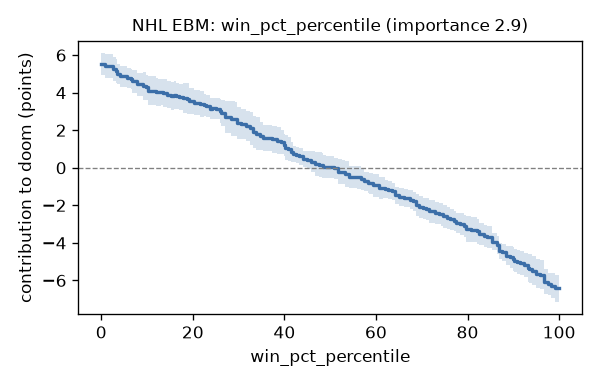 NHL EBM: win_pct_percentile (importance 2.9)
contribution to doom (points)
6
4
2
0
−2
−4
−6
0 20 40 60 80 100
win_pct_percentile